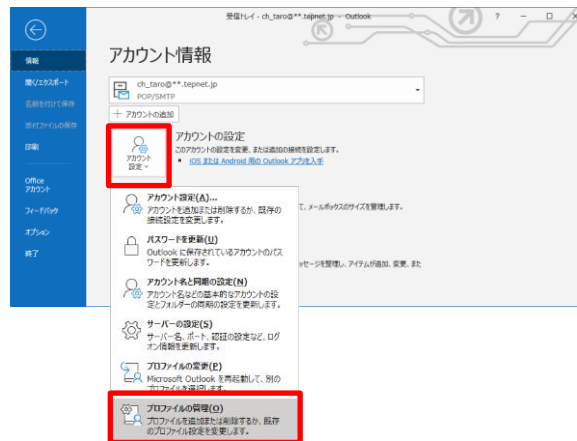 受信トレイ - ch_taro@**.tepnet.jp - Outlook
?
情報
開く/エクスポート
名前を付けて保存
添付ファイルの保存
印刷
Office
アカウント
フィードバック
オプション
終了
アカウント情報
ch_taro@**.tepnet.jp
POP/SMTP
+ アカウントの追加
アカウント
設定
アカウントの設定
このアカウントの設定を変更、または追加の接続を設定します。
iOS または Android 用の Outlook アプリを入手
て、メールボックスのサイズを管理します。
ッセージを整理し、アイテムが追加、変更、また
アカウント設定(A)...
アカウントを追加または削除するか、既存の
接続設定を変更します。
パスワードを更新(U)
Outlook に保存されているアカウントのパス
ワードを更新します。
アカウント名と同期の設定(N)
アカウント名などの基本的なアカウントの設
定とフォルダーの同期の設定を更新します。
サーバーの設定(S)
サーバー名、ポート、認証の設定など、ログ
オン情報を更新します。
プロファイルの変更(P)
Microsoft Outlook を再起動して、別の
プロファイルを選択します。
プロファイルの管理(O)
プロファイルを追加または削除するか、既存
のプロファイル設定を変更します。